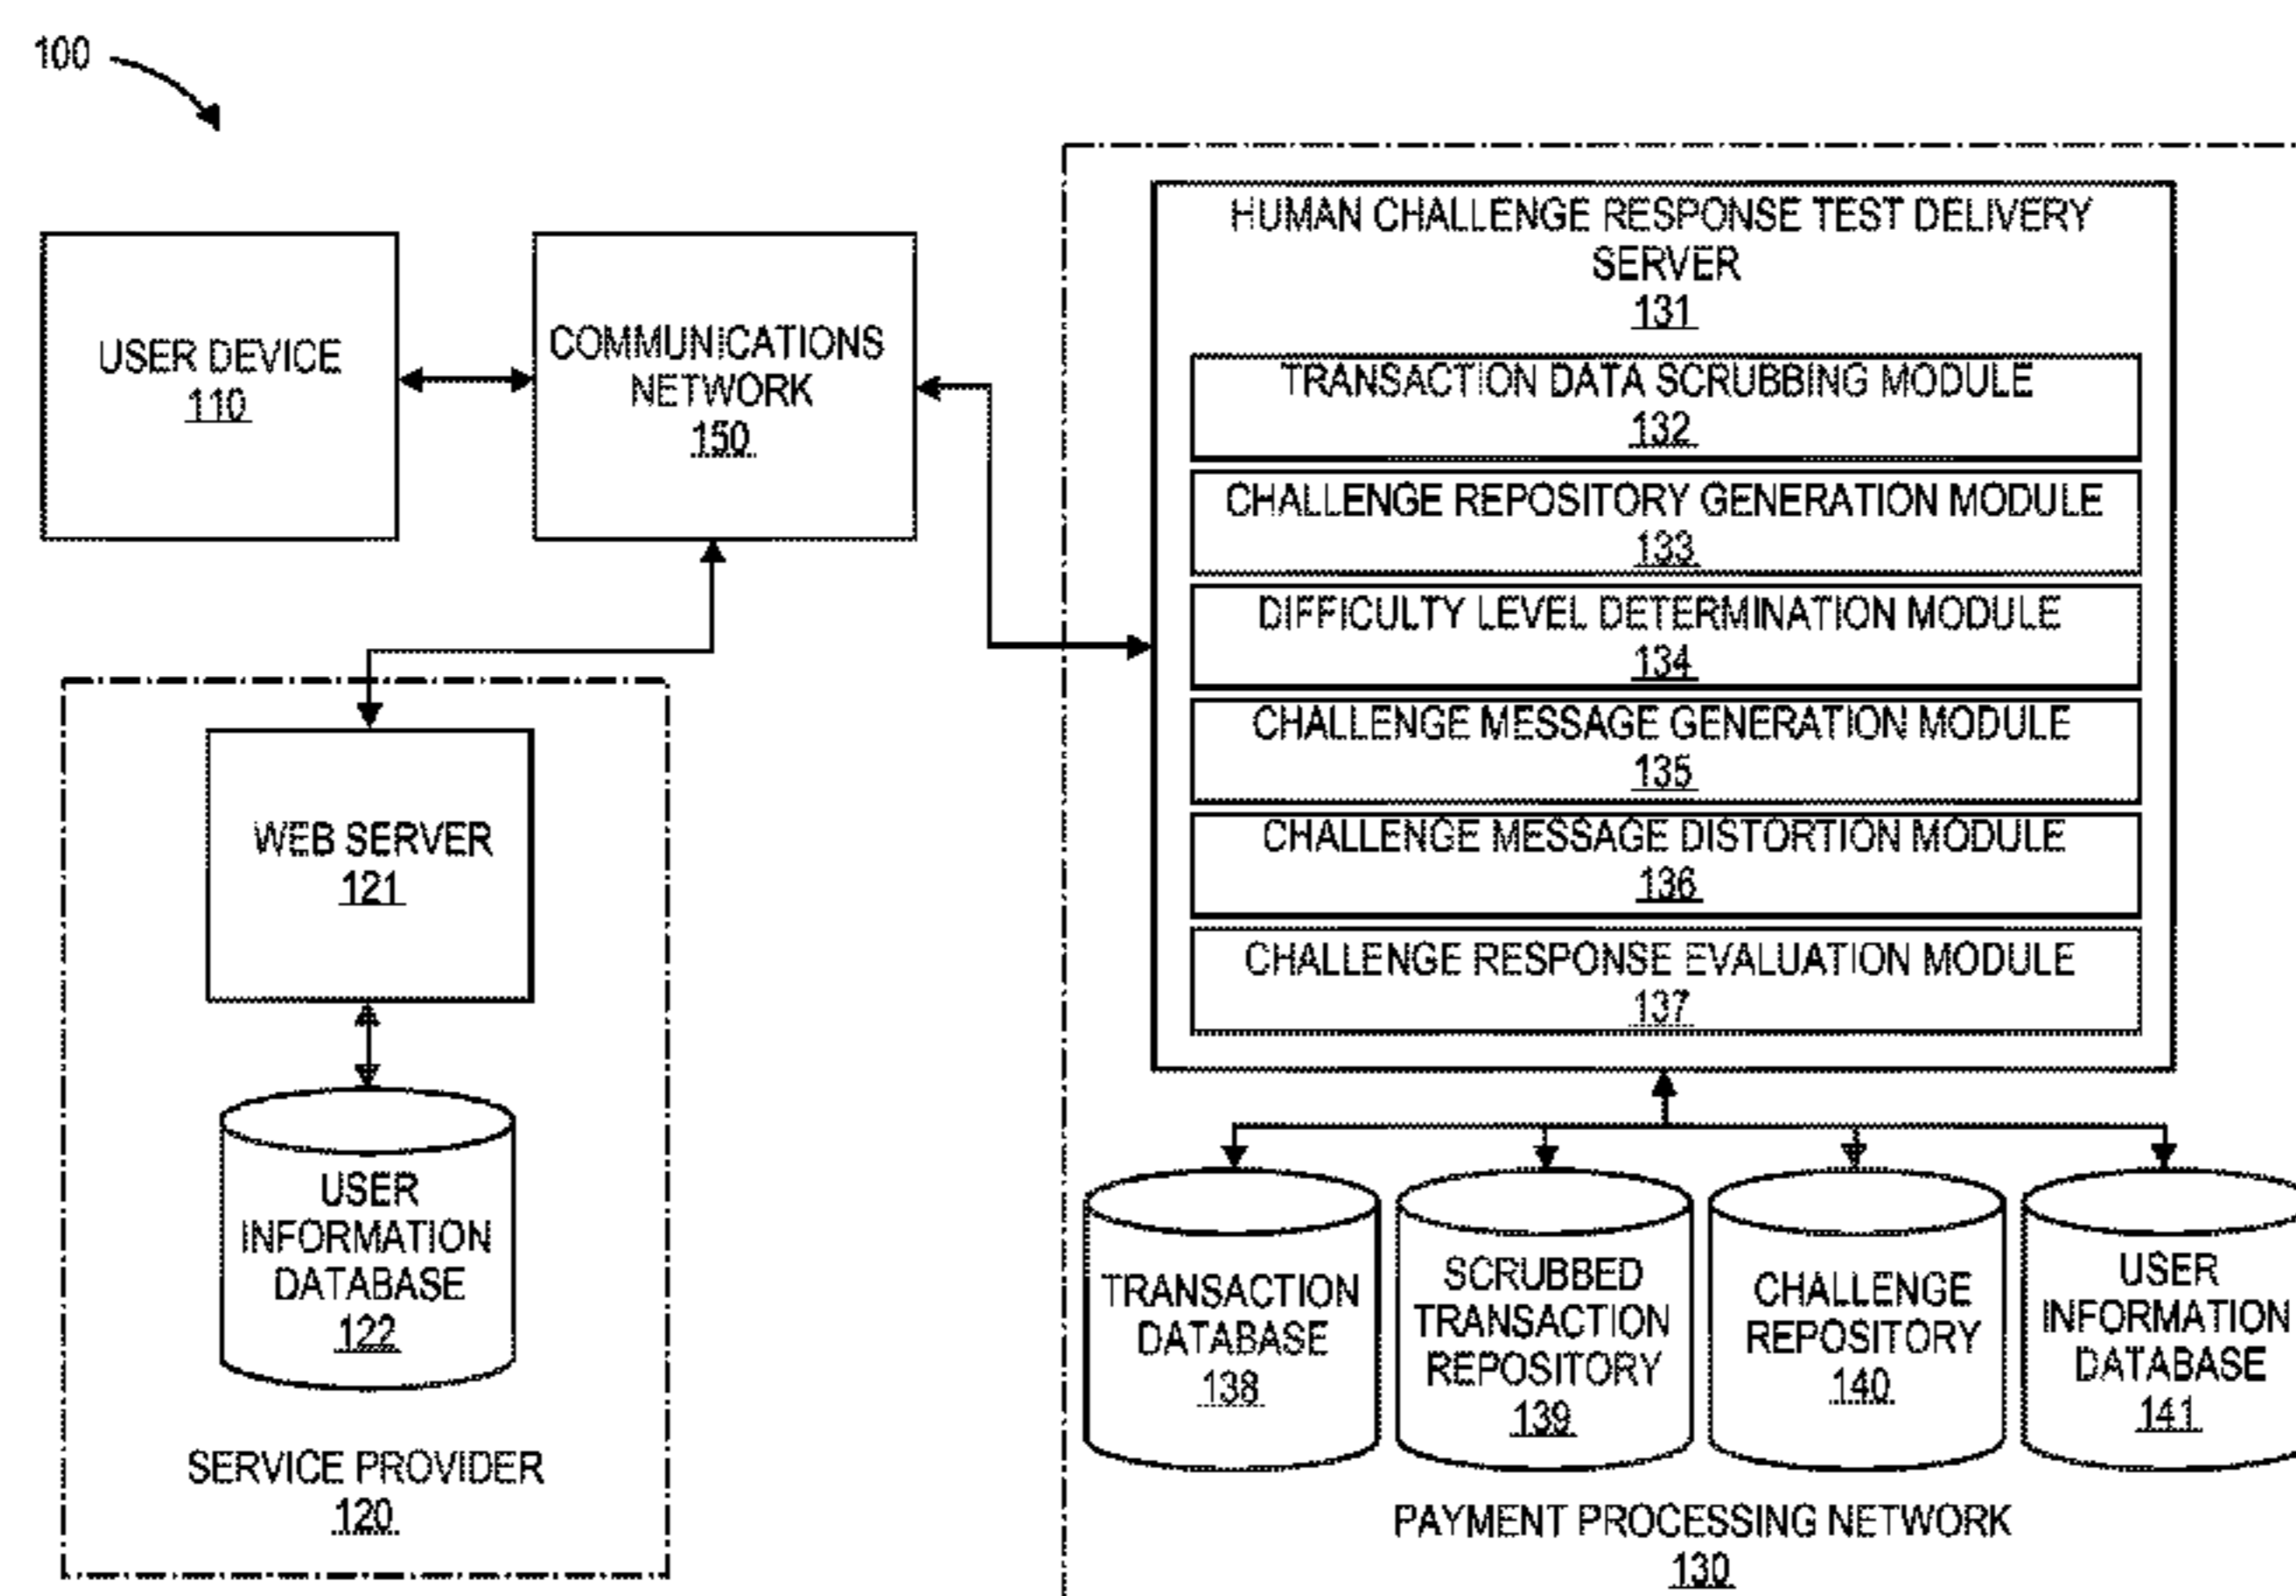 100
USER DEVICE
110
COMMUNICATIONS
NETWORK
150
WEB SERVER
121
USER
INFORMATION
DATABASE
122
SERVICE PROVIDER
120
HUMAN CHALLENGE RESPONSE TEST DELIVERY
SERVER
131
TRANSACTION DATA SCRUBBING MODULE
132
CHALLENGE REPOSITORY GENERATION MODULE
133
DIFFICULTY LEVEL DETERMINATION MODULE
134
CHALLENGE MESSAGE GENERATION MODULE
135
CHALLENGE MESSAGE DISTORTION MODULE
136
CHALLENGE RESPONSE EVALUATION MODULE
137
TRANSACTION
DATABASE
138
SCRUBBED
TRANSACTION
REPOSITORY
139
CHALLENGE
REPOSITORY
140
USER
INFORMATION
DATABASE
141
PAYMENT PROCESSING NETWORK
130